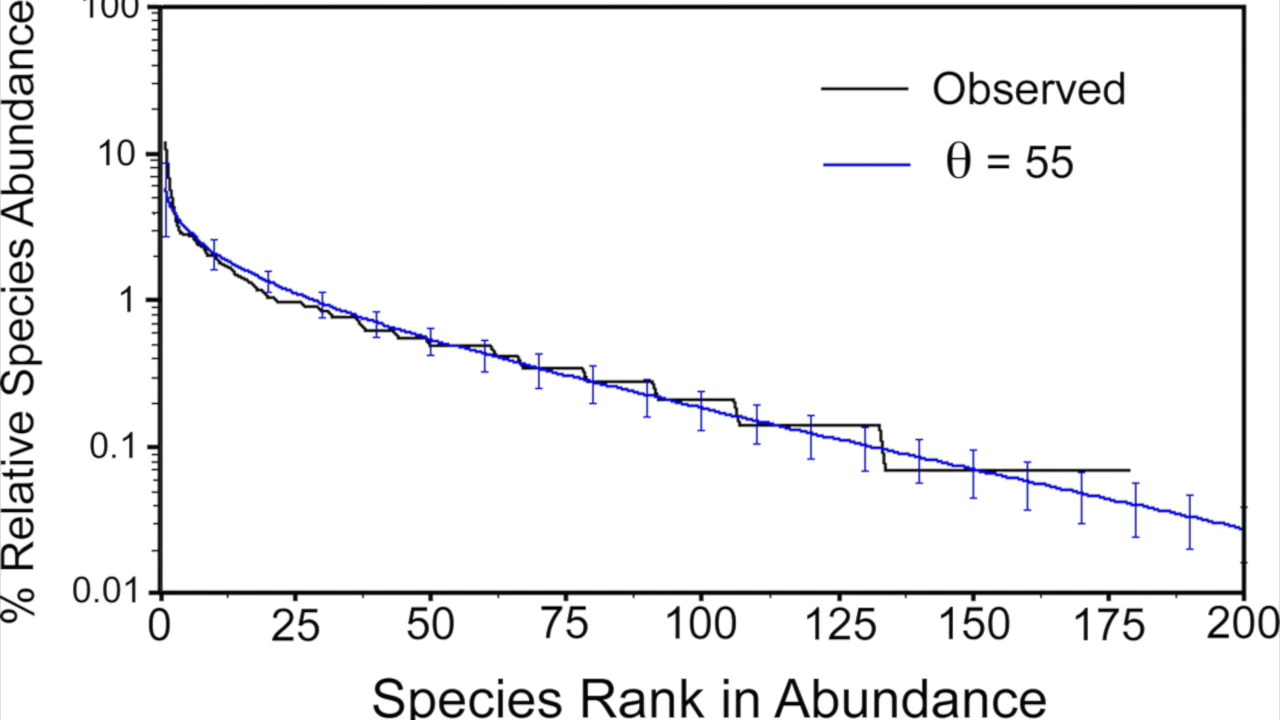 100
10
1
0.1
0.01
% Relative Species Abundance
Observed
θ = 55
0 25 50 75 100 125 150 175 200
Species Rank in Abundance